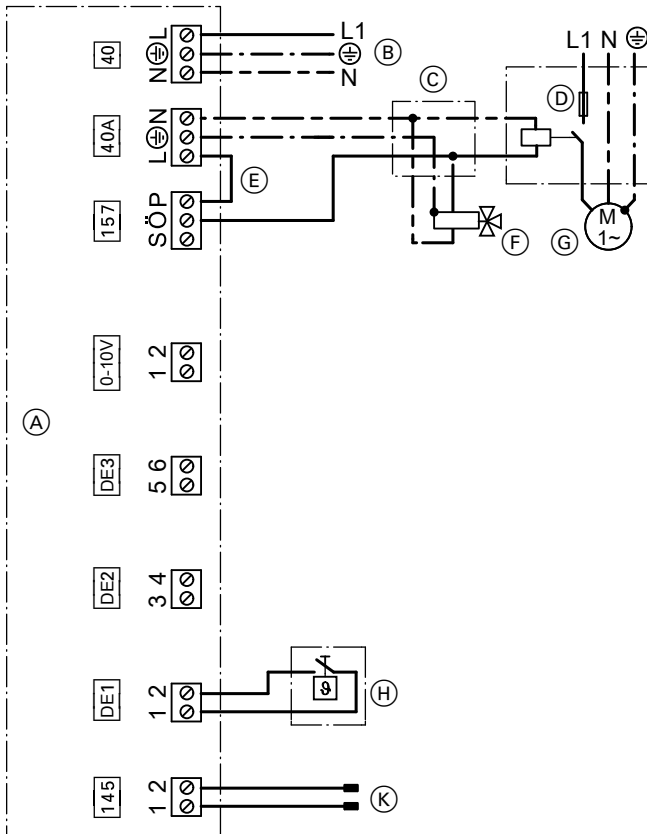 L1 N ⏚
40 N ⏚ L
L1
⏚ B
N
C
D
40A L ⏚ N
E
157 S Ö P
F
G
M
1~
0-10V 1 2
A
DE3 5 6
DE2 3 4
DE1 1 2
ϑ
H
145 1 2
K